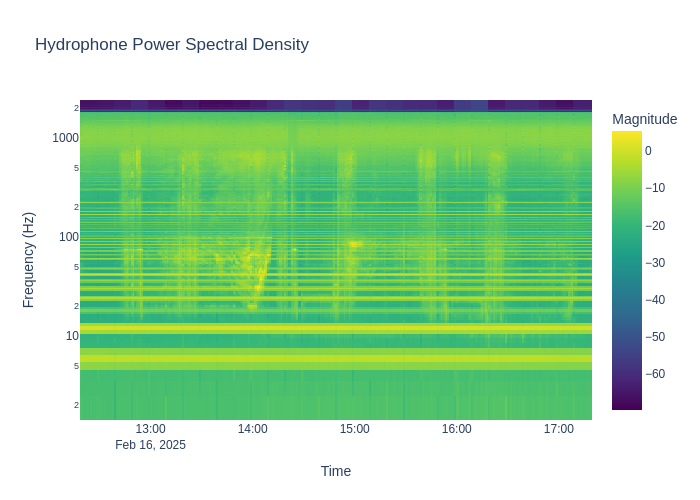 Hydrophone Power Spectral Density
Magnitude
2
1000
5
2
100
5
2
10
5
2
Frequency (Hz)
0
−10
−20
−30
−40
−50
−60
13:00 14:00 15:00 16:00 17:00
Feb 16, 2025
Time